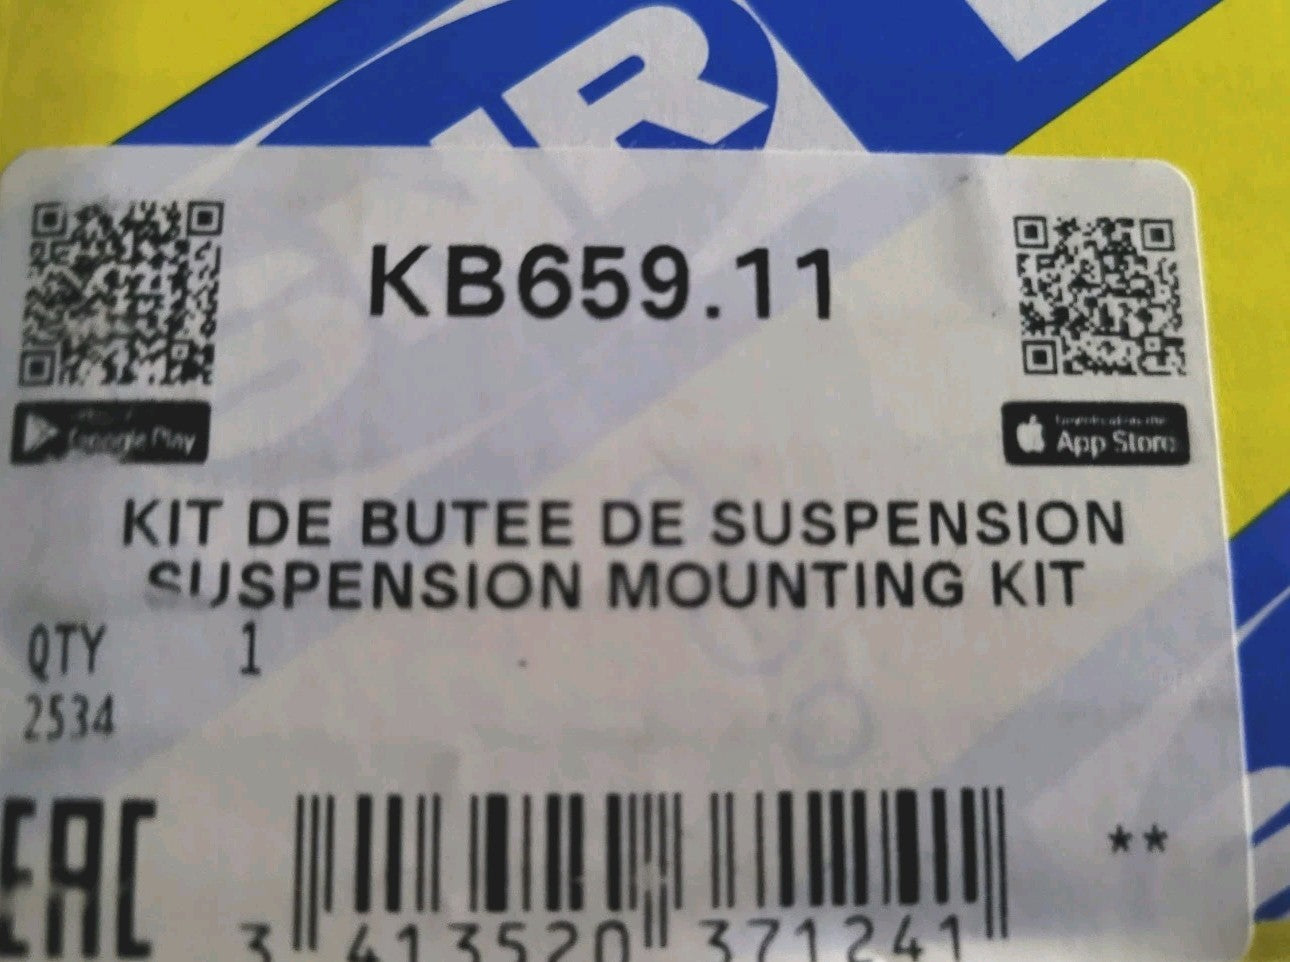 SNR
KB659.11
Google Play
App Store
KIT DE BUTEE DE SUSPENSION
SUSPENSION MOUNTING KIT
QTY 1
2534
EAC
**
3 413520 371241